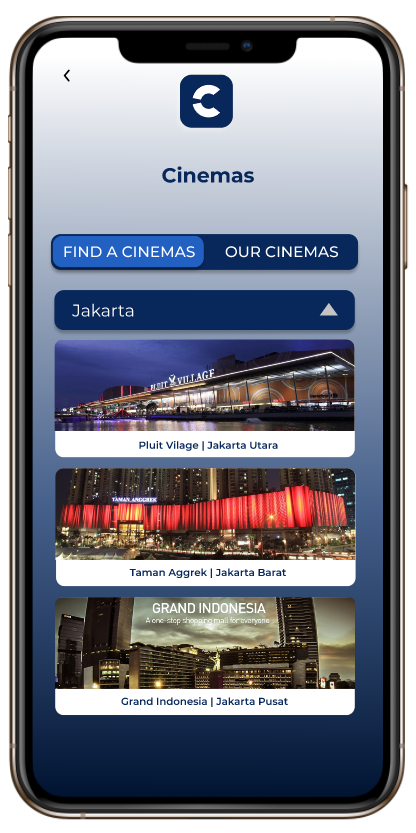 Cinemas
FIND A CINEMAS
OUR CINEMAS
Jakarta
PLUIT VILLAGE
Pluit Vilage | Jakarta Utara
TAMAN ANGGREK
Taman Aggrek | Jakarta Barat
GRAND INDONESIA
A one-stop shopping mall for everyone
Grand Indonesia | Jakarta Pusat